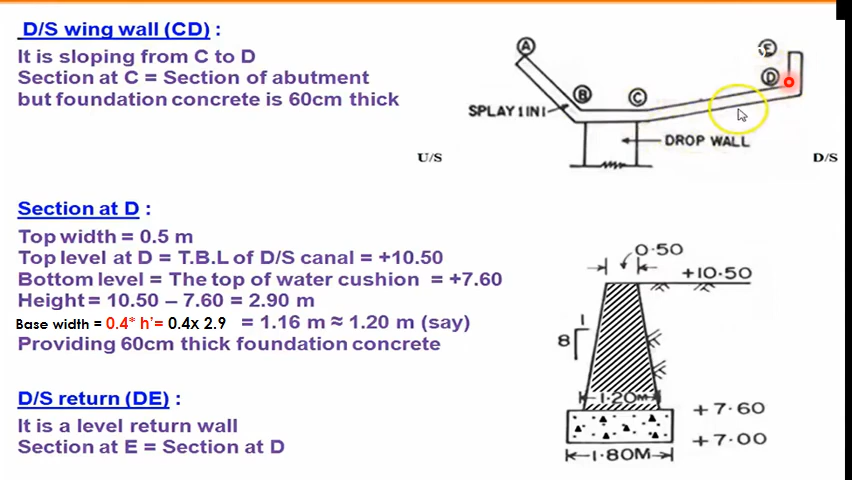 D/S wing wall (CD) :
It is sloping from C to D
Section at C = Section of abutment
but foundation concrete is 60cm thick
A
B
C
D
E
SPLAY 1 IN 1
DROP WALL
U/S
D/S
Section at D :
Top width = 0.5 m
Top level at D = T.B.L of D/S canal = +10.50
Bottom level = The top of water cushion = +7.60
Height = 10.50 – 7.60 = 2.90 m
Base width = 0.4* h’= 0.4x 2.9 = 1.16 m ≈ 1.20 m (say)
Providing 60cm thick foundation concrete
D/S return (DE) :
It is a level return wall
Section at E = Section at D
0·50
+10·50
1
8
1·20m
+7·60
+7·00
1·80M